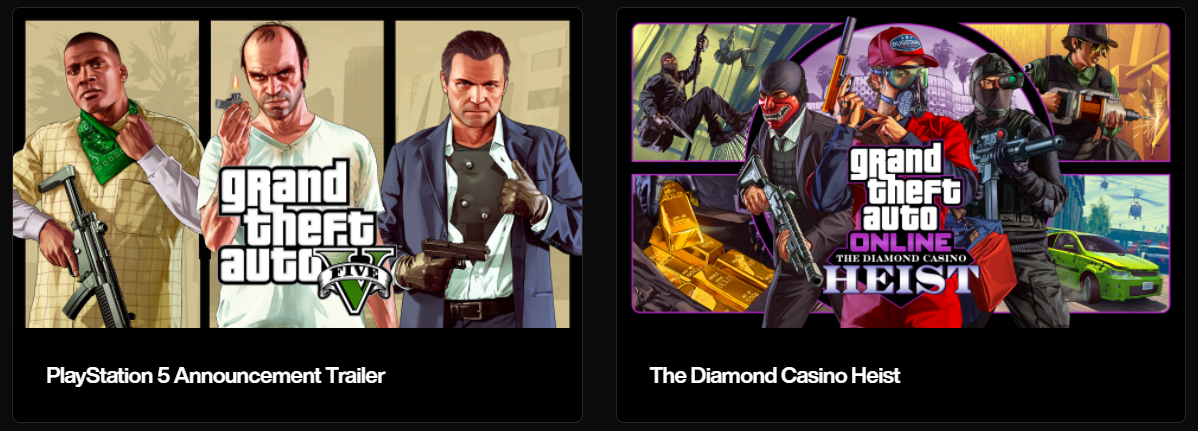 grand
theft
auto
FIVE
PlayStation 5 Announcement Trailer
BUGSTARS
grand
theft
auto
ONLINE
THE DIAMOND CASINO
HEIST
The Diamond Casino Heist